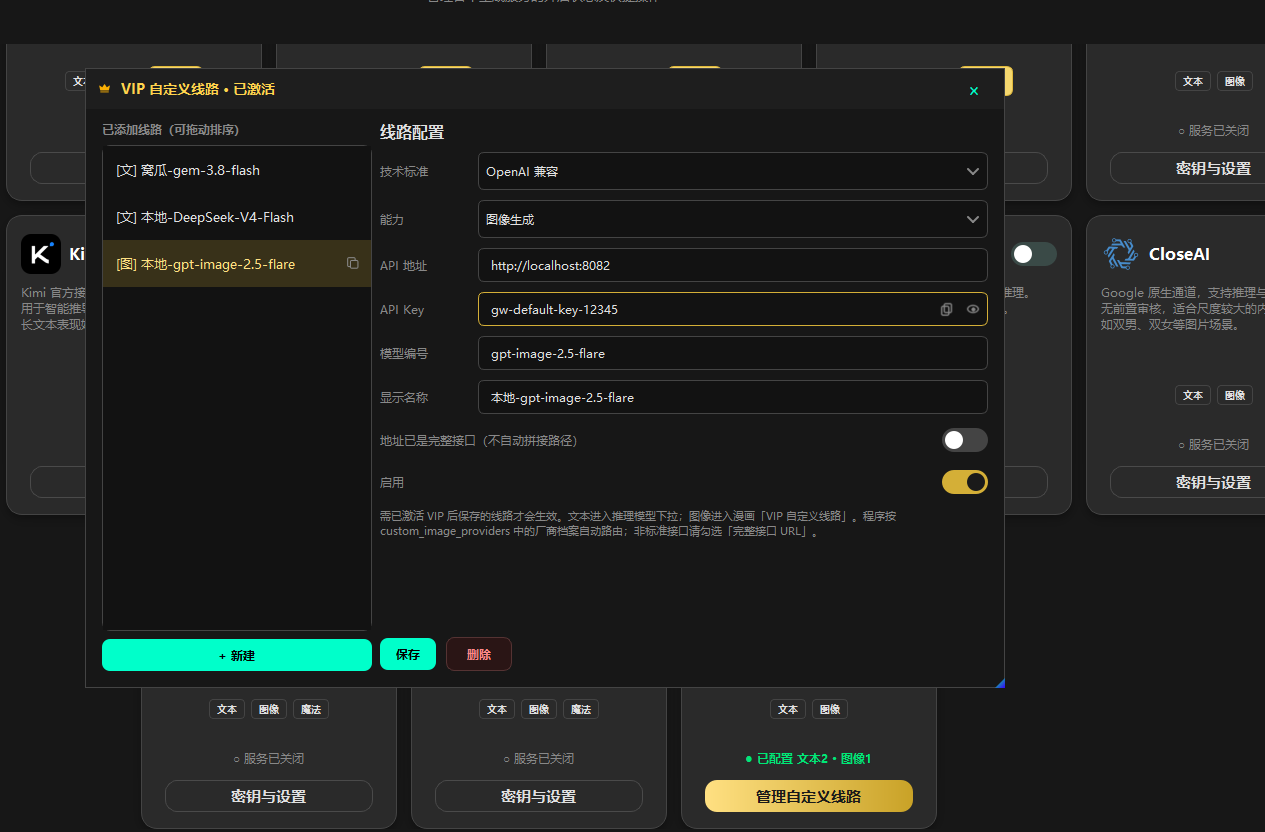 VIP 自定义线路 • 已激活
×
已添加线路（可拖动排序）
[文] 窝瓜-gem-3.8-flash
[文] 本地-DeepSeek-V4-Flash
[图] 本地-gpt-image-2.5-flare
+ 新建
线路配置
技术标准
OpenAI 兼容
能力
图像生成
API 地址
http://localhost:8082
API Key
gw-default-key-12345
模型编号
gpt-image-2.5-flare
显示名称
本地-gpt-image-2.5-flare
地址已是完整接口（不自动拼接路径）
启用
需已激活 VIP 后保存的线路才会生效。文本进入推理模型下拉；图像进入漫画「VIP 自定义线路」。程序按
custom_image_providers 中的厂商档案自动路由；非标准接口请勾选「完整接口 URL」。
保存
删除
文本 图像
○ 服务已关闭
密钥与设置
K
Ki
Kimi 官方接
用于智能推
长文本表现
推理。
CloseAI
Google 原生通道，支持推理与
无前置审核，适合尺度较大的内
如双男、双女等图片场景。
文本 图像
○ 服务已关闭
密钥与设置
文本 图像 魔法
○ 服务已关闭
密钥与设置
文本 图像 魔法
○ 服务已关闭
密钥与设置
文本 图像
● 已配置 文本2 • 图像1
管理自定义线路